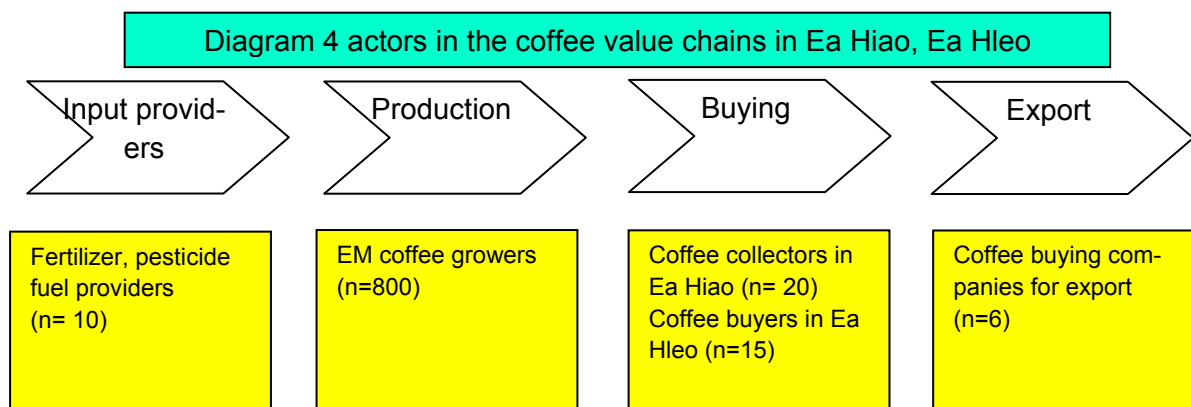 Diagram 4 actors in the coffee value chains in Ea Hiao, Ea Hleo
Input provid-
ers
Production
Buying
Export
Fertilizer, pesticide
fuel providers
(n= 10)
EM coffee growers
(n=800)
Coffee collectors in
Ea Hiao (n= 20)
Coffee buyers in Ea
Hleo (n=15)
Coffee buying com-
panies for export
(n=6)